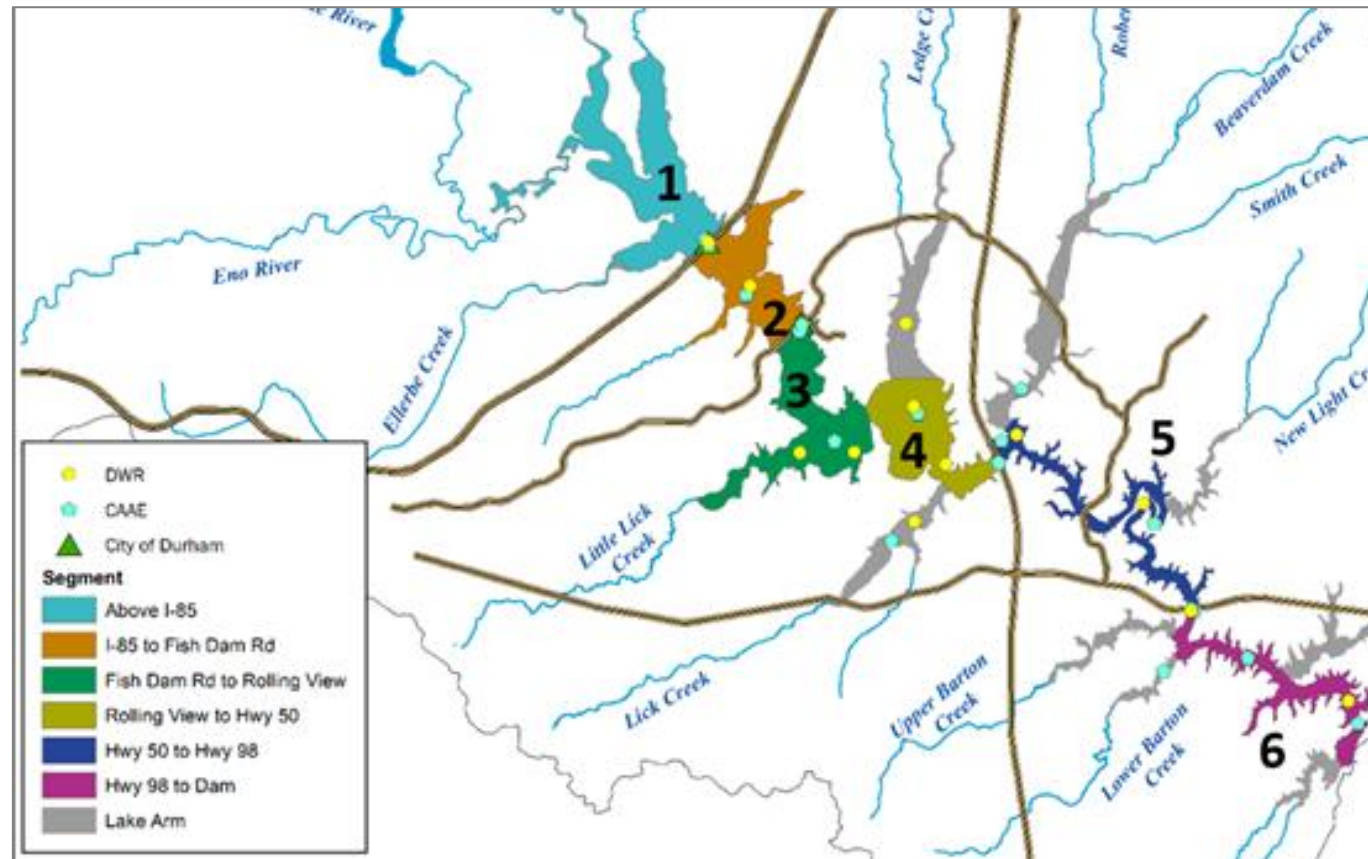 River
Ledge C
Rober
Beaverdam Creek
Smith Creek
1
Eno River
2
Ellerbe Creek
3
4
5
New Light C
Little Lick
Creek
Lick Creek
Upper Barton
Creek
Lower Barton
Creek
6
DWR
CAAE
City of Durham
Segment
Above I-85
I-85 to Fish Dam Rd
Fish Dam Rd to Rolling View
Rolling View to Hwy 50
Hwy 50 to Hwy 98
Hwy 98 to Dam
Lake Arm